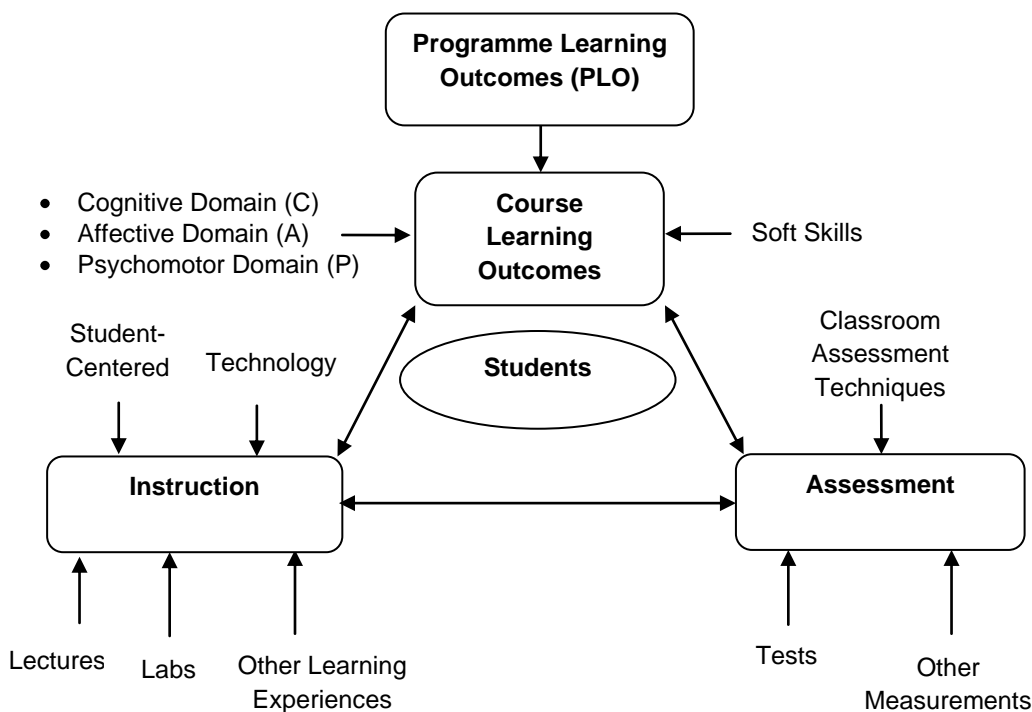 Programme Learning
Outcomes (PLO)
• Cognitive Domain (C)
• Affective Domain (A)
• Psychomotor Domain (P)
Course
Learning
Outcomes
Soft Skills
Student-
Centered
Technology
Students
Classroom
Assessment
Techniques
Instruction
Assessment
Lectures
Labs
Other Learning
Experiences
Tests
Other
Measurements